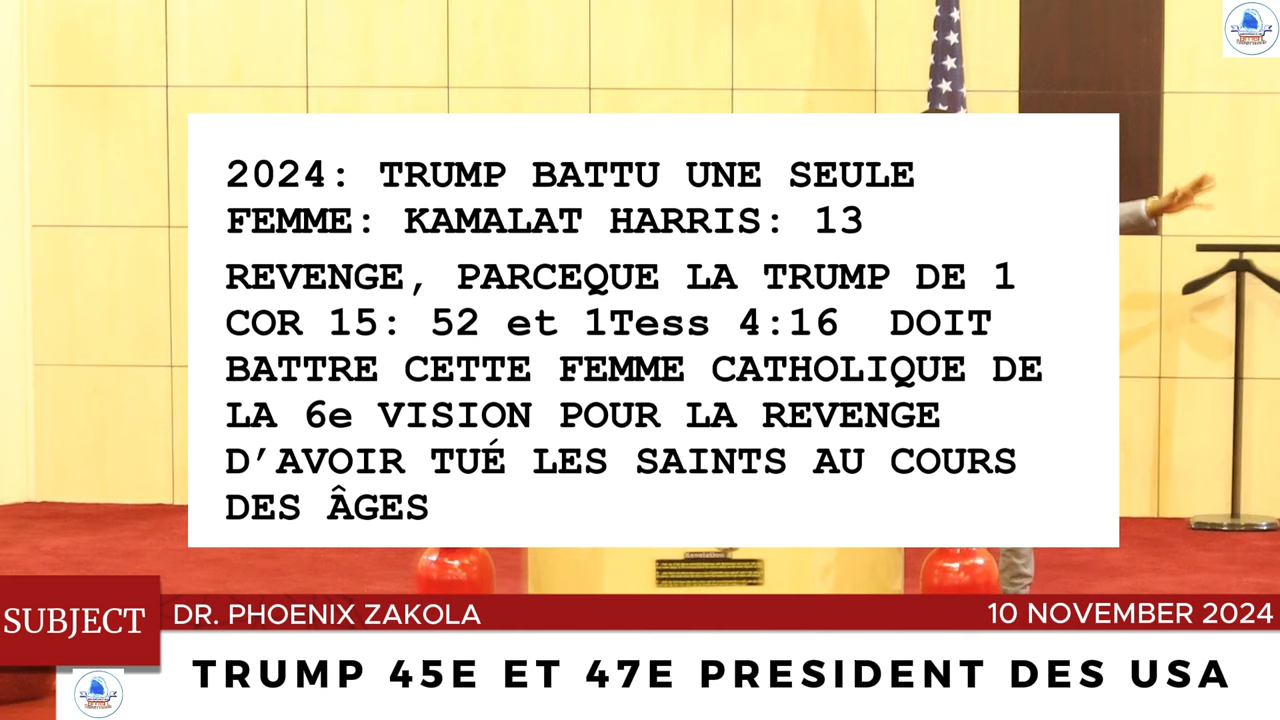 2024: TRUMP BATTU UNE SEULE
FEMME: KAMALAT HARRIS: 13
REVENGE, PARCEQUE LA TRUMP DE 1
COR 15: 52 et 1Tess 4:16 DOIT
BATTRE CETTE FEMME CATHOLIQUE DE
LA 6e VISION POUR LA REVENGE
D’AVOIR TUÉ LES SAINTS AU COURS
DES ÂGES
SUBJECT
DR. PHOENIX ZAKOLA
10 NOVEMBER 2024
TRUMP 45E ET 47E PRESIDENT DES USA